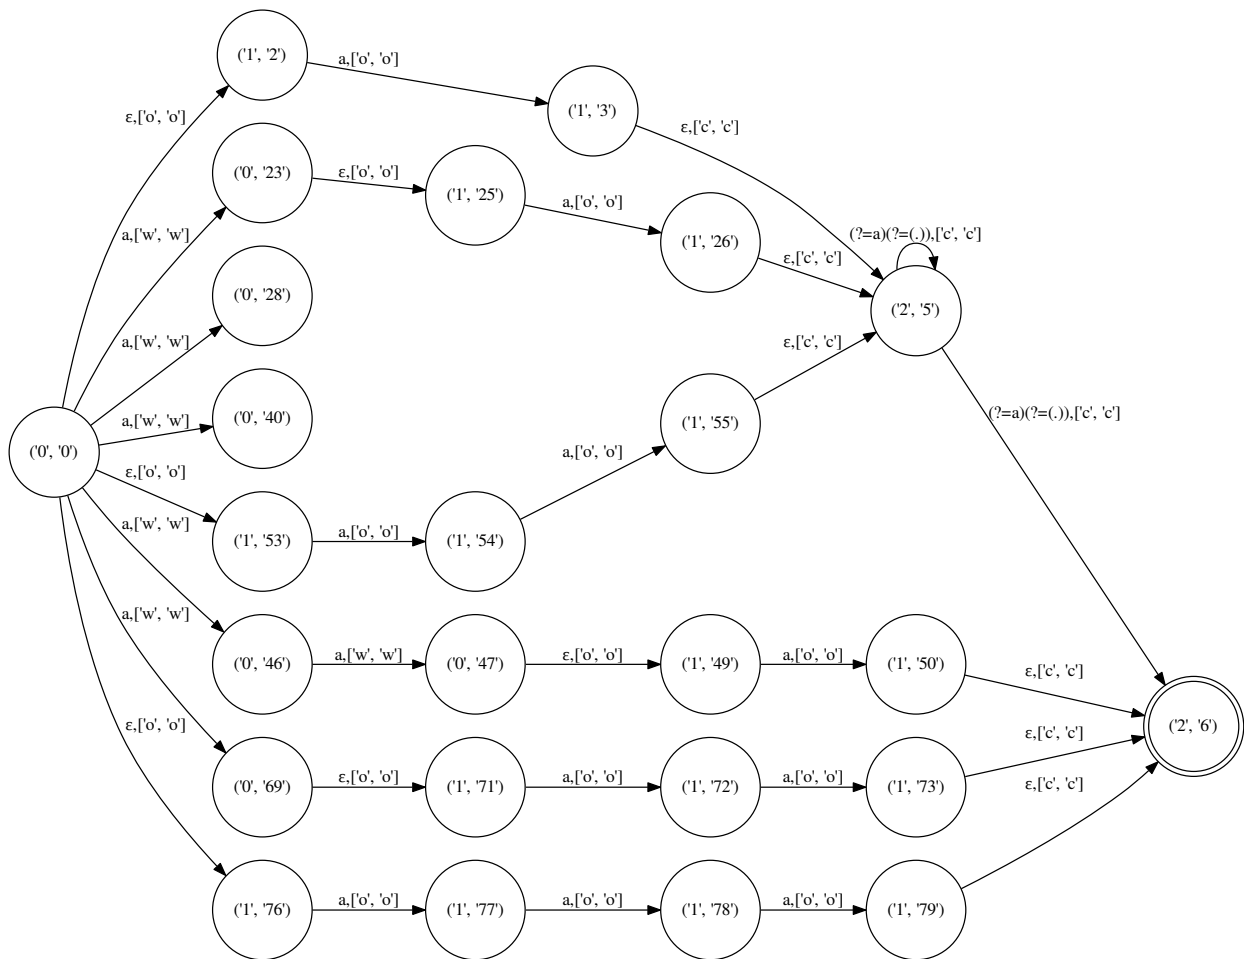 ('1', '2')
a,['o', 'o']
('1', '3')
ε,['o', 'o']
ε,['c', 'c']
('0', '23')
ε,['o', 'o']
('1', '25')
a,['o', 'o']
('1', '26')
ε,['c', 'c']
(?=a)(?=(.)),['c', 'c']
a,['w', 'w']
('0', '28')
('2', '5')
a,['w', 'w']
ε,['c', 'c']
('0', '40')
a,['w', 'w']
('1', '55')
(?=a)(?=(.)),['c', 'c']
('0', '0')
ε,['o', 'o']
a,['o', 'o']
a,['w', 'w']
('1', '53')
a,['o', 'o']
('1', '54')
a,['w', 'w']
('0', '46')
a,['w', 'w']
('0', '47')
ε,['o', 'o']
('1', '49')
a,['o', 'o']
('1', '50')
ε,['c', 'c']
ε,['o', 'o']
('2', '6')
ε,['c', 'c']
('0', '69')
ε,['o', 'o']
('1', '71')
a,['o', 'o']
('1', '72')
a,['o', 'o']
('1', '73')
ε,['c', 'c']
('1', '76')
a,['o', 'o']
('1', '77')
a,['o', 'o']
('1', '78')
a,['o', 'o']
('1', '79')